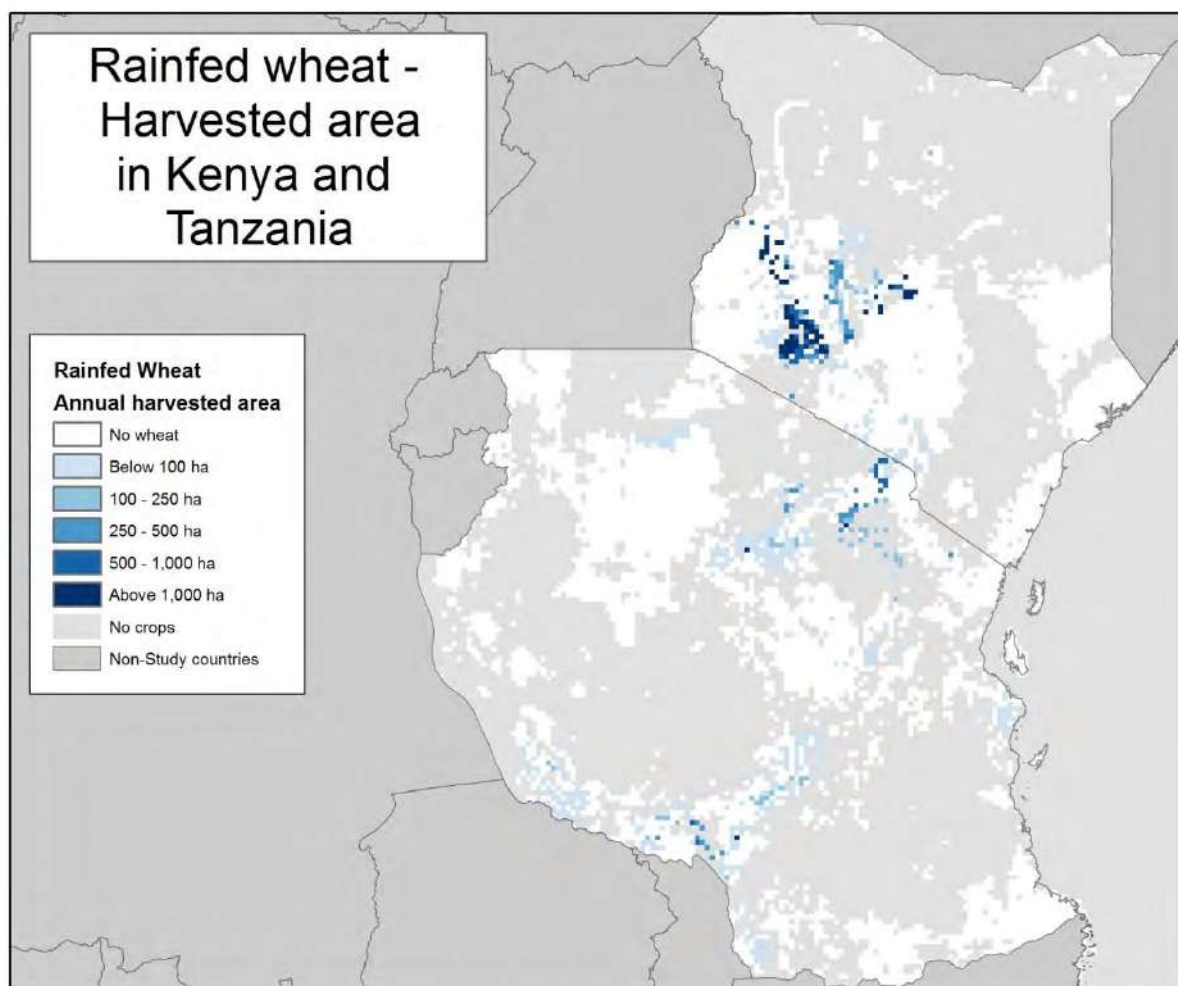 Rainfed wheat -
Harvested area
in Kenya and
Tanzania
Rainfed Wheat
Annual harvested area
No wheat
Below 100 ha
100 - 250 ha
250 - 500 ha
500 - 1,000 ha
Above 1,000 ha
No crops
Non-Study countries